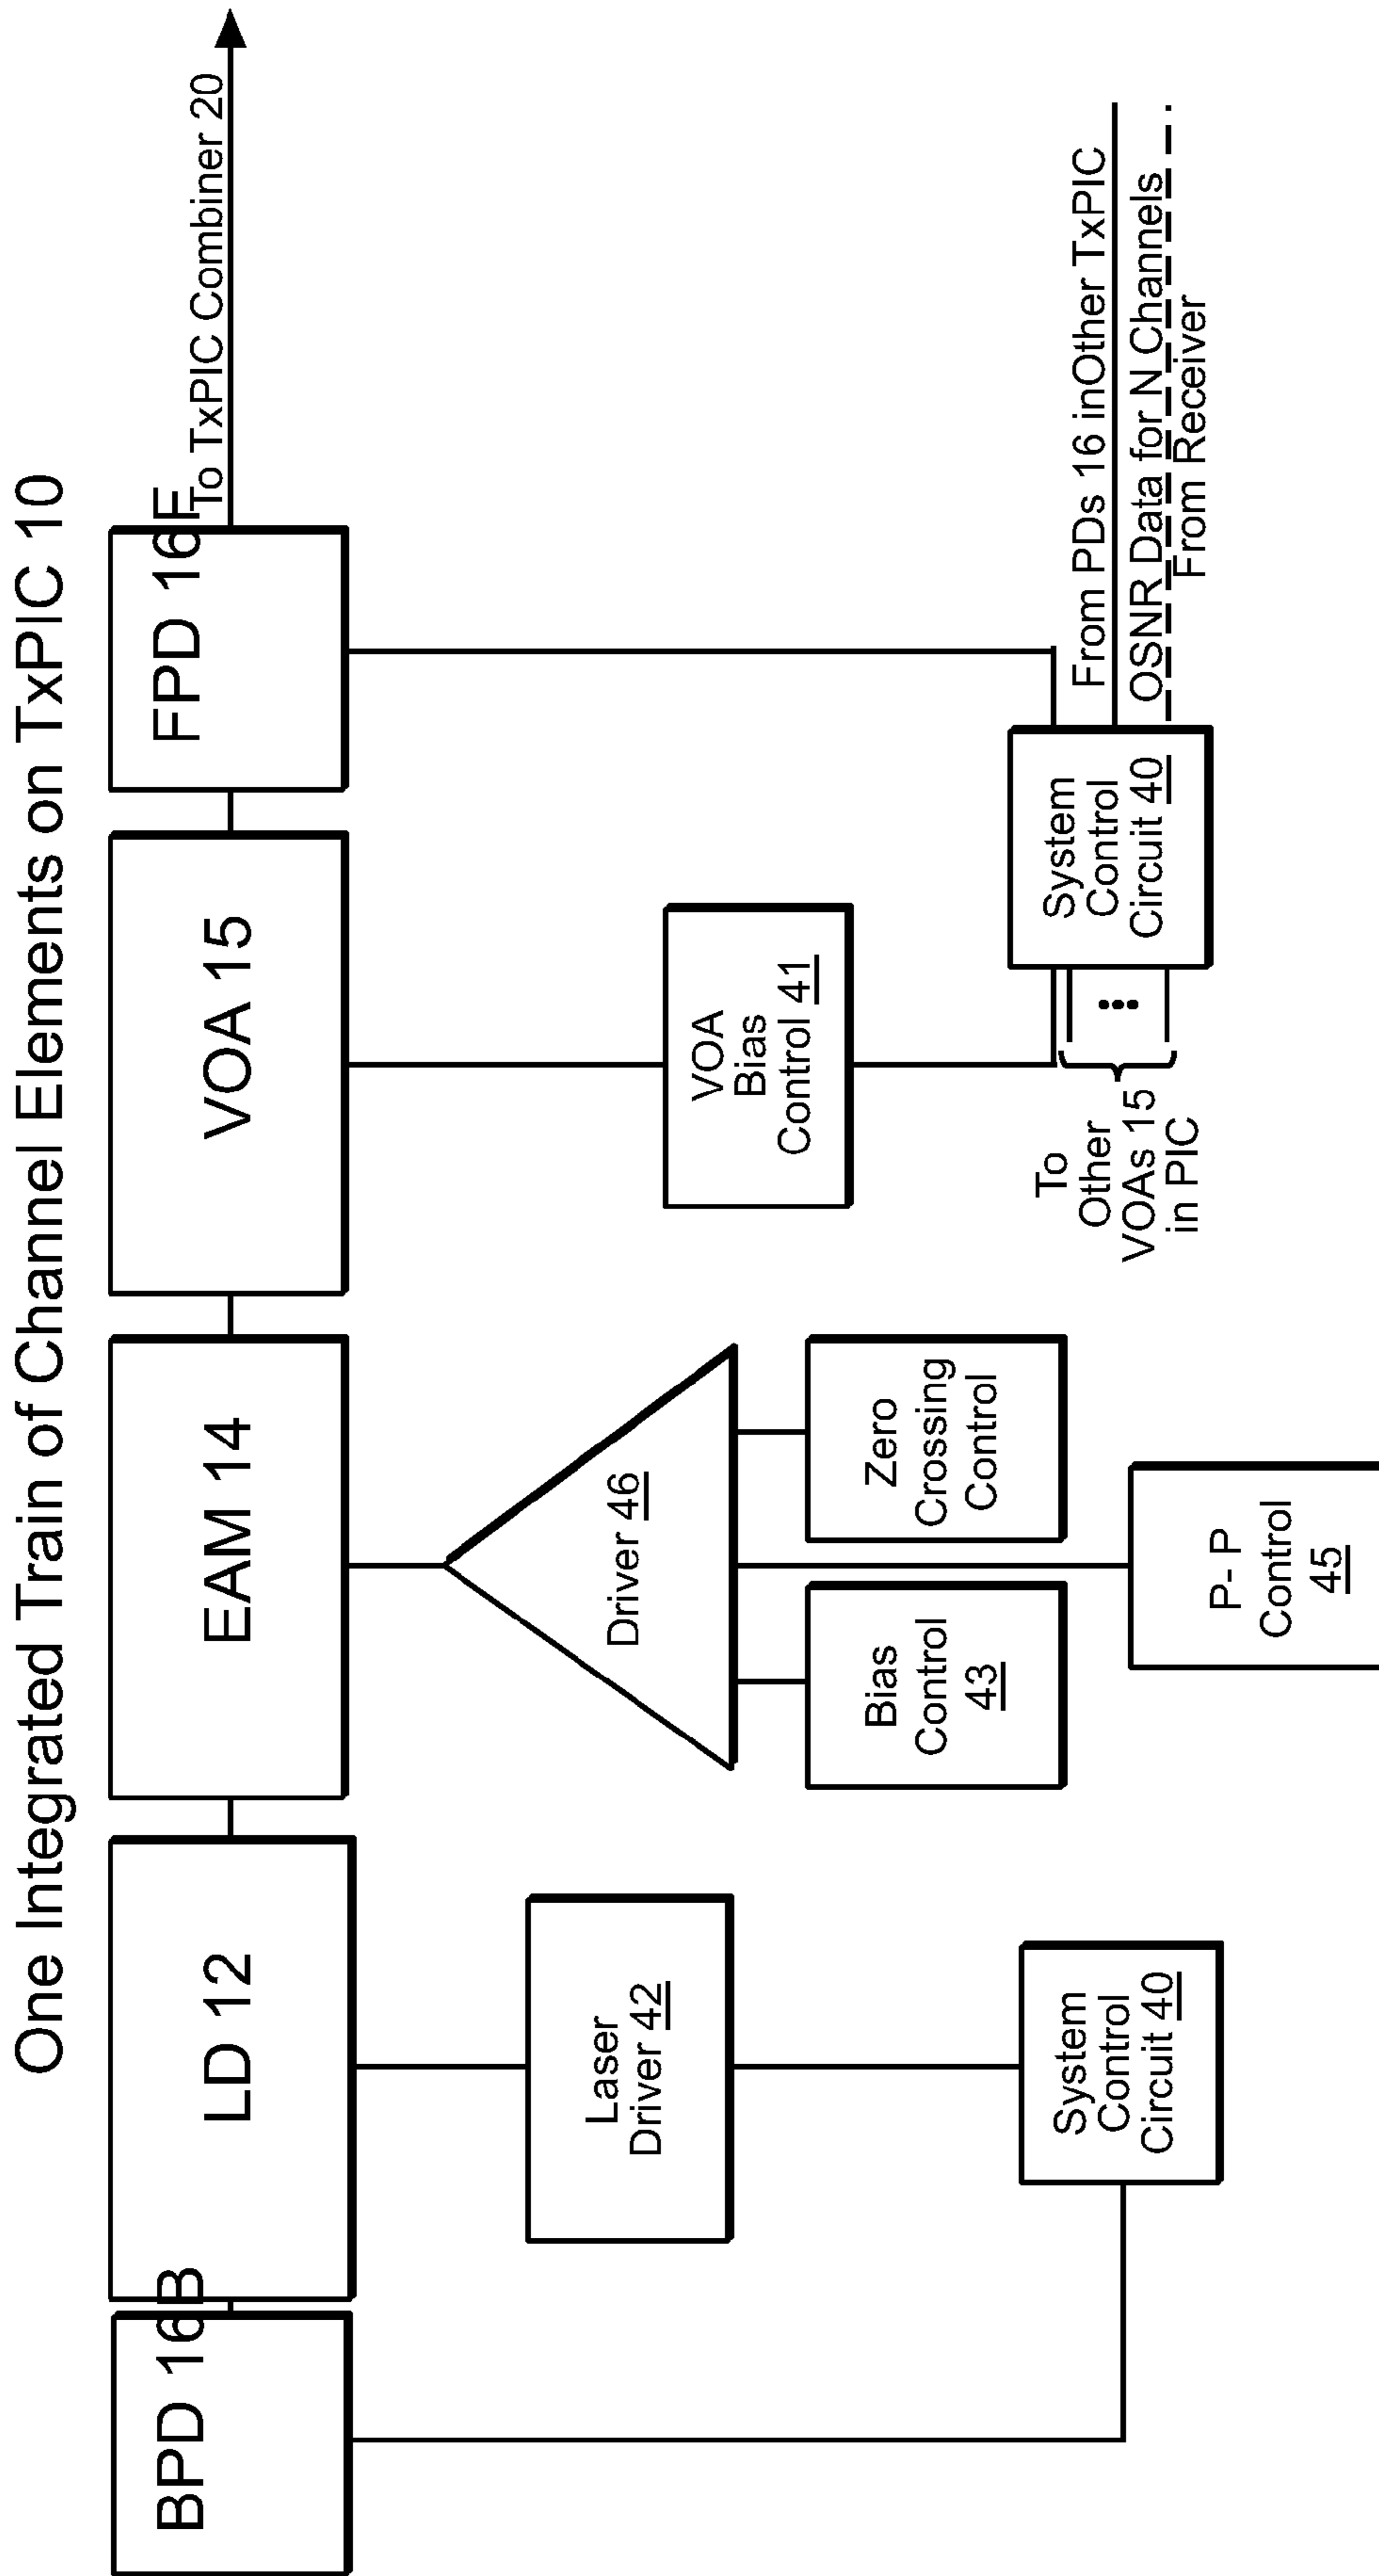 One Integrated Train of Channel Elements on TxPIC 10
BPD 16B
LD 12
EAM 14
VOA 15
FPD 16F
To TxPIC Combiner 20
Laser
Driver 42
System
Control
Circuit 40
Driver 46
Bias
Control
43
Zero
Crossing
Control
P-P
Control
45
VOA
Bias
Control 41
To
Other
VOAs 15
in PIC
System
Control
Circuit 40
From PDs 16 inOther TxPIC
OSNR Data for N Channels
From Receiver